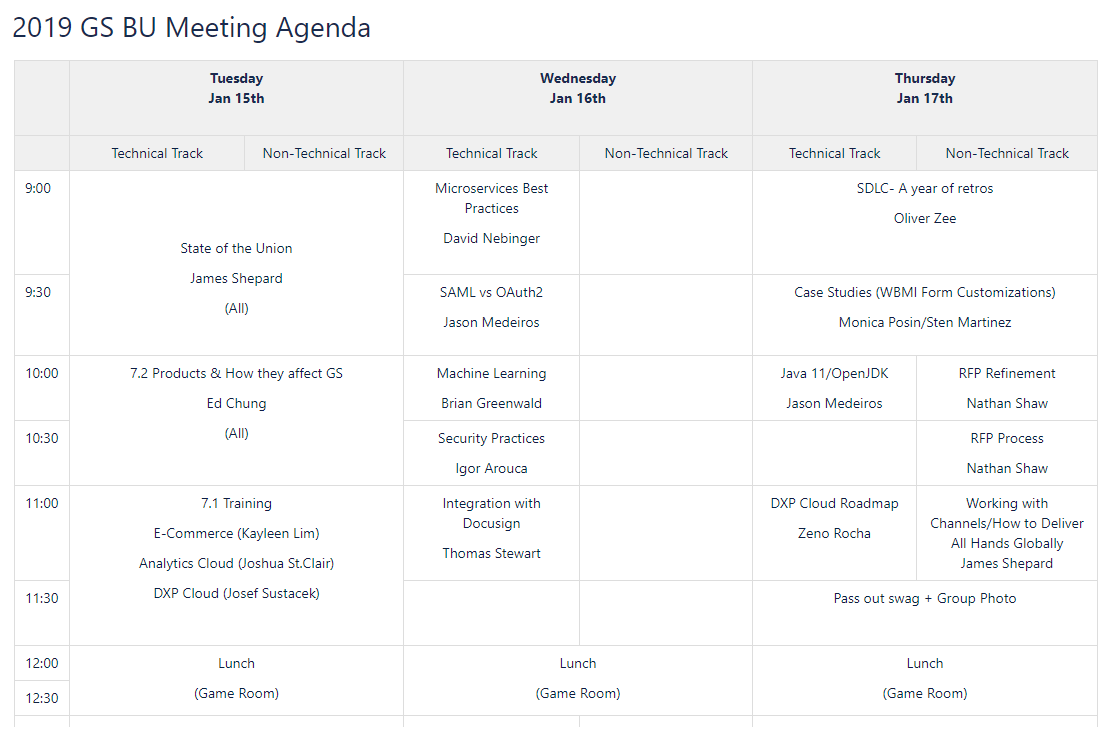 2019 GS BU Meeting Agenda
Tuesday
Jan 15th
Wednesday
Jan 16th
Thursday
Jan 17th
Technical Track
Non-Technical Track
Technical Track
Non-Technical Track
Technical Track
Non-Technical Track
9:00
State of the Union
James Shepard
(All)
Microservices Best
Practices
David Nebinger
SDLC- A year of retros
Oliver Zee
9:30
SAML vs OAuth2
Jason Medeiros
Case Studies (WBMI Form Customizations)
Monica Posin/Sten Martinez
10:00
7.2 Products & How they affect GS
Ed Chung
(All)
Machine Learning
Brian Greenwald
Java 11/OpenJDK
Jason Medeiros
RFP Refinement
Nathan Shaw
10:30
Security Practices
Igor Arouca
RFP Process
Nathan Shaw
11:00
7.1 Training
E-Commerce (Kayleen Lim)
Analytics Cloud (Joshua St.Clair)
DXP Cloud (Josef Sustacek)
Integration with
Docusign
Thomas Stewart
DXP Cloud Roadmap
Zeno Rocha
Working with
Channels/How to Deliver
All Hands Globally
James Shepard
11:30
Pass out swag + Group Photo
12:00
Lunch
(Game Room)
Lunch
(Game Room)
Lunch
(Game Room)
12:30